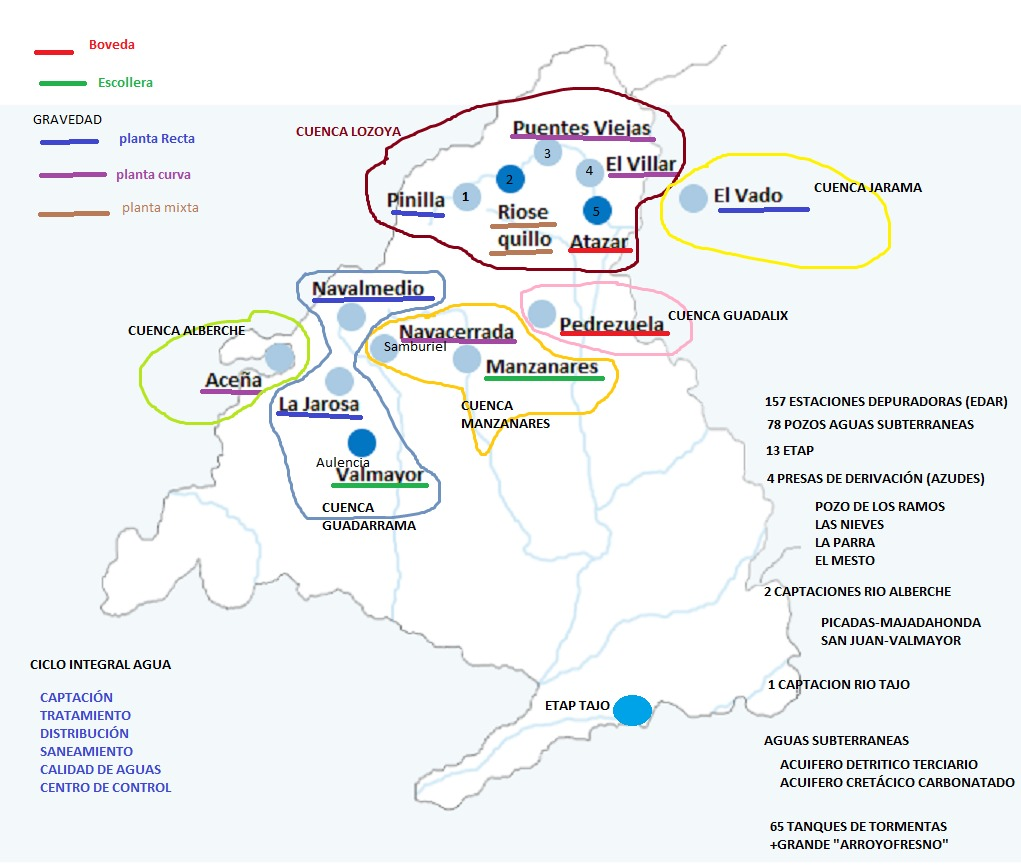 Boveda
Escollera
GRAVEDAD
planta Recta
planta curva
planta mixta
CUENCA LOZOYA
Puentes Viejas
3
El Villar
4
2
Pinilla
1
Riose
quillo
5
Atazar
El Vado
CUENCA JARAMA
Navalmedio
CUENCA ALBERCHE
Navacerrada
Samburiel
Pedrezuela
CUENCA GUADALIX
Aceña
Manzanares
La Jarosa
CUENCA
MANZANARES
Aulencia
Valmayor
CUENCA
GUADARRAMA
157 ESTACIONES DEPURADORAS (EDAR)
78 POZOS AGUAS SUBTERRANEAS
13 ETAP
4 PRESAS DE DERIVACIÓN (AZUDES)
POZO DE LOS RAMOS
LAS NIEVES
LA PARRA
EL MESTO
2 CAPTACIONES RIO ALBERCHE
PICADAS-MAJADAHONDA
SAN JUAN-VALMAYOR
1 CAPTACION RIO TAJO
ETAP TAJO
AGUAS SUBTERRANEAS
ACUIFERO DETRITICO TERCIARIO
ACUIFERO CRETÁCICO CARBONATADO
65 TANQUES DE TORMENTAS
+GRANDE "ARROYOFRESNO"
CICLO INTEGRAL AGUA
CAPTACIÓN
TRATAMIENTO
DISTRIBUCIÓN
SANEAMIENTO
CALIDAD DE AGUAS
CENTRO DE CONTROL